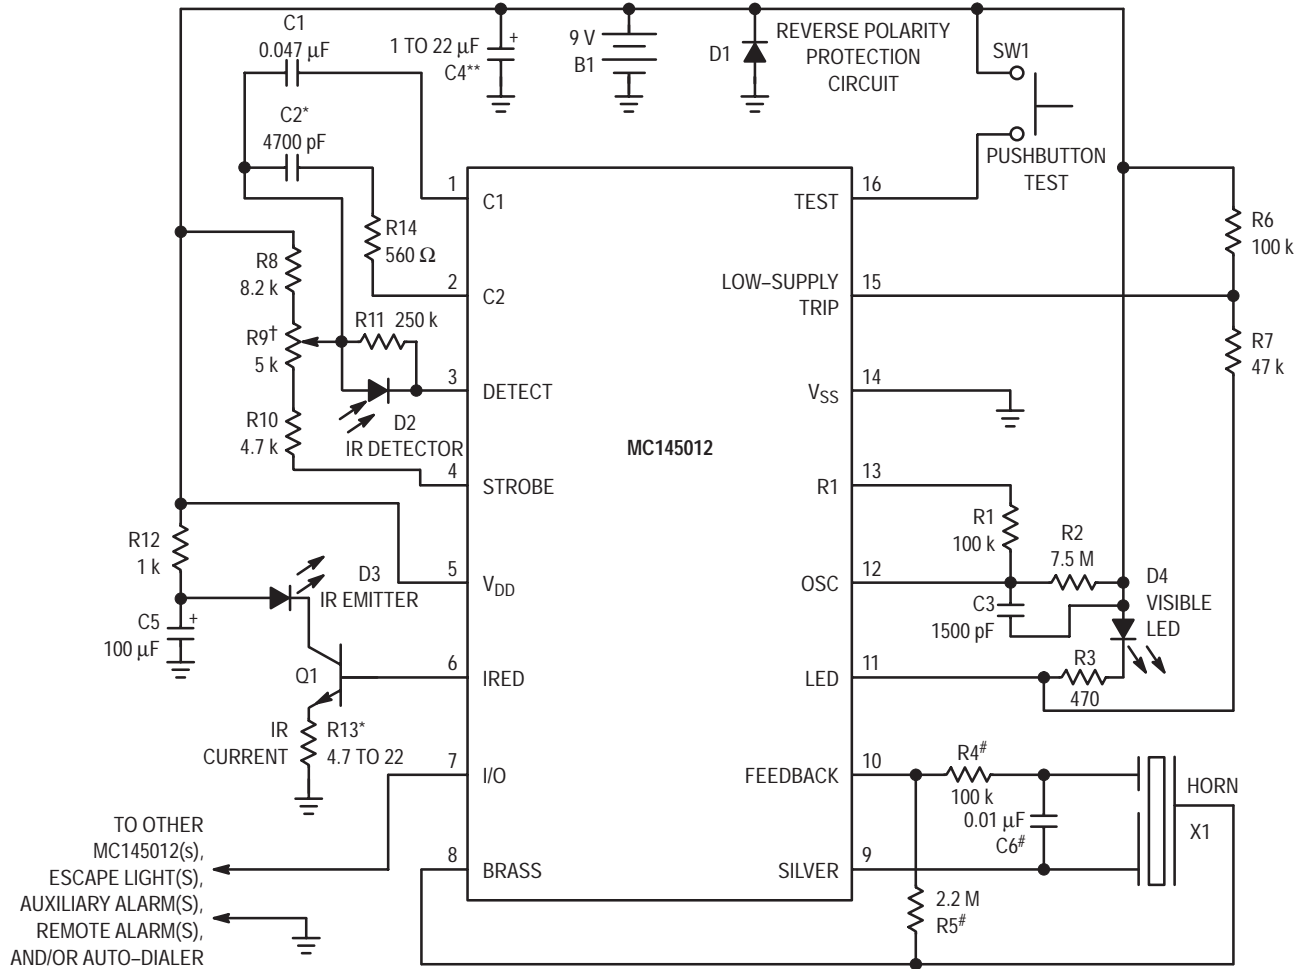 C1
0.047 µF
C2*
4700 pF
1 TO 22 µF
+
C4**
9 V
B1
D1
REVERSE POLARITY
PROTECTION
CIRCUIT
SW1
PUSHBUTTON
TEST
R14
560 Ω
R8
8.2 k
R9†
5 k
R11 250 k
R10
4.7 k
D2
IR DETECTOR
R12
1 k
C5
+
100 µF
D3
IR EMITTER
Q1
IR
CURRENT
R13*
4.7 TO 22
TO OTHER
MC145012(s),
ESCAPE LIGHT(S),
AUXILIARY ALARM(S),
REMOTE ALARM(S),
AND/OR AUTO–DIALER
MC145012
1
C1
2
C2
3
DETECT
4
STROBE
5
VDD
6
IRED
7
I/O
8
BRASS
16
TEST
15
LOW–SUPPLY
TRIP
14
VSS
13
R1
12
OSC
11
LED
10
FEEDBACK
9
SILVER
R6
100 k
R7
47 k
R1
100 k
R2
7.5 M
C3
1500 pF
D4
VISIBLE
LED
R3
470
R4#
100 k
0.01 µF
C6#
2.2 M
R5#
HORN
X1